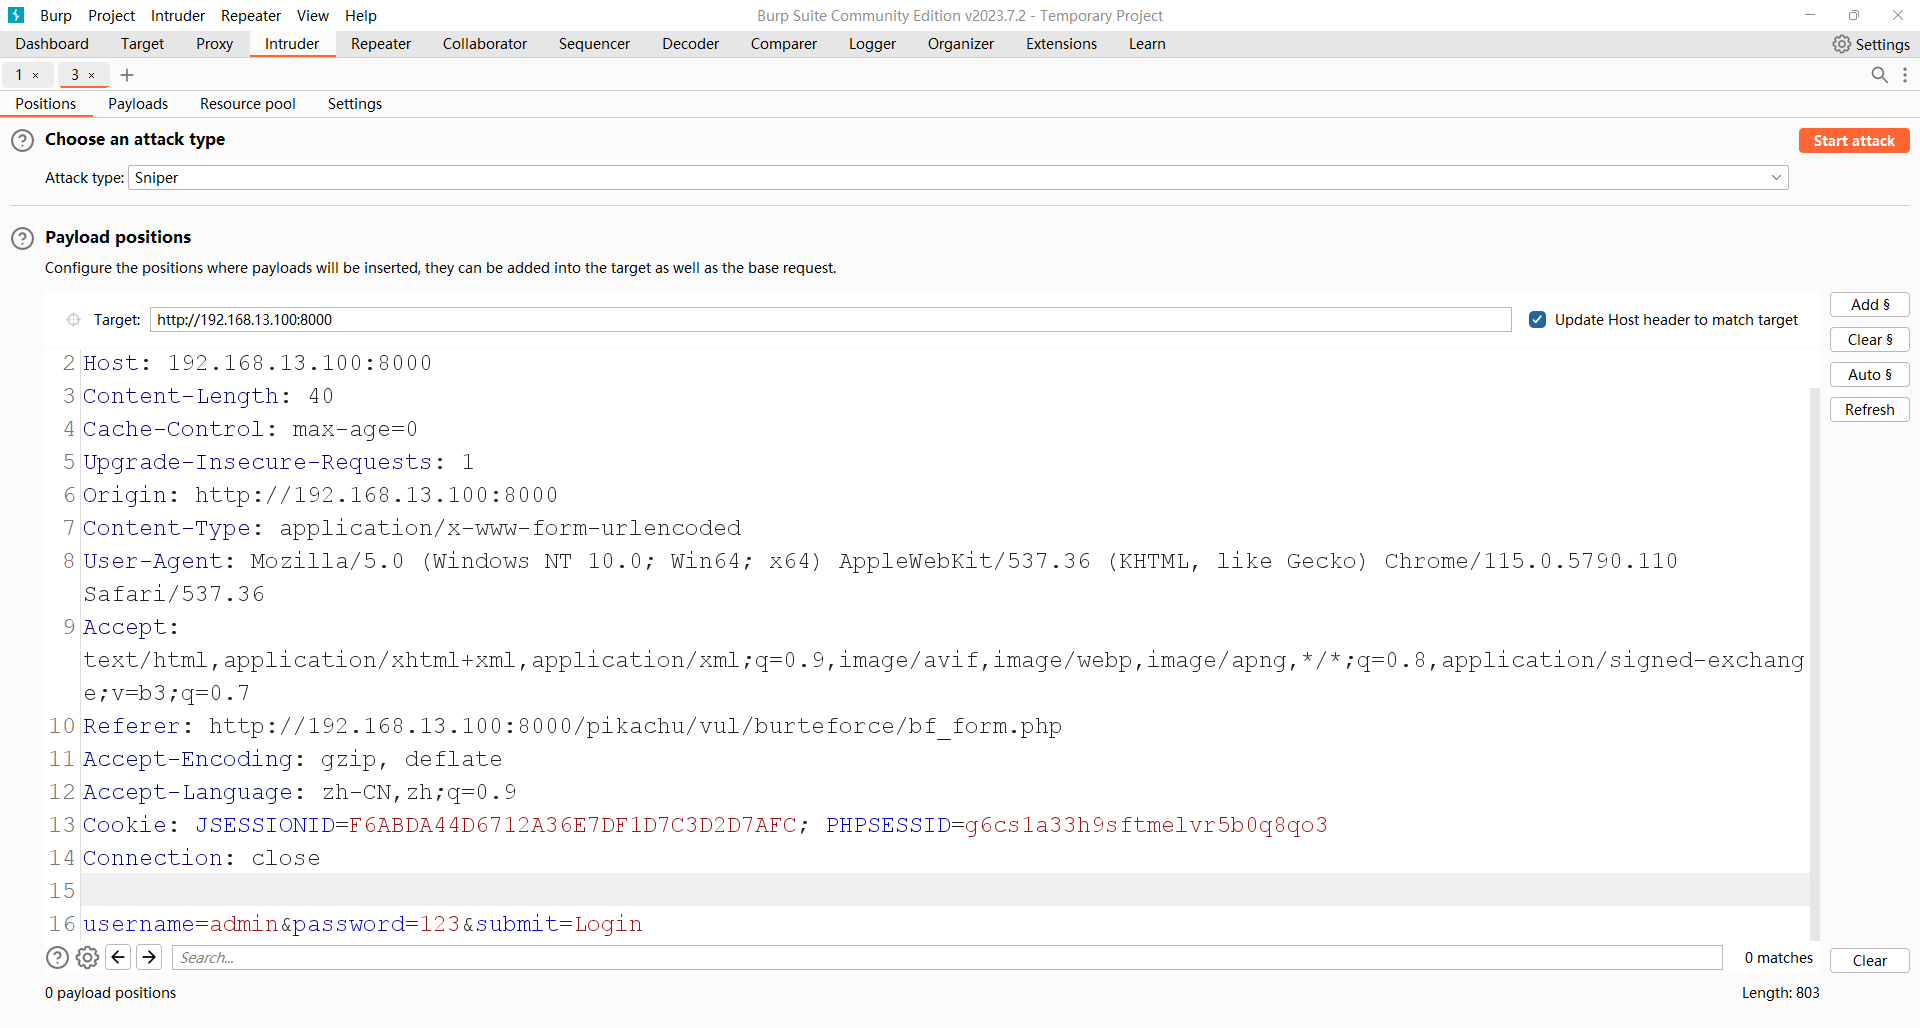 Burp Project Intruder Repeater View Help Burp Suite Community Edition v2023.7.2 - Temporary Project
Dashboard Target Proxy Intruder Repeater Collaborator Sequencer Decoder Comparer Logger Organizer Extensions Learn Settings
1 × 3 × +
Positions Payloads Resource pool Settings
? Choose an attack type Start attack
Attack type: Sniper
? Payload positions
Configure the positions where payloads will be inserted, they can be added into the target as well as the base request.
Target: http://192.168.13.100:8000 Update Host header to match target
Add §
Clear §
Auto §
Refresh
2 Host: 192.168.13.100:8000
3 Content-Length: 40
4 Cache-Control: max-age=0
5 Upgrade-Insecure-Requests: 1
6 Origin: http://192.168.13.100:8000
7 Content-Type: application/x-www-form-urlencoded
8 User-Agent: Mozilla/5.0 (Windows NT 10.0; Win64; x64) AppleWebKit/537.36 (KHTML, like Gecko) Chrome/115.0.5790.110
Safari/537.36
9 Accept:
text/html,application/xhtml+xml,application/xml;q=0.9,image/avif,image/webp,image/apng,*/*;q=0.8,application/signed-exchang
e;v=b3;q=0.7
10 Referer: http://192.168.13.100:8000/pikachu/vul/burteforce/bf_form.php
11 Accept-Encoding: gzip, deflate
12 Accept-Language: zh-CN,zh;q=0.9
13 Cookie: JSESSIONID=F6ABDA44D6712A36E7DF1D7C3D2D7AFC; PHPSESSID=g6cs1a33h9sftmelvr5b0q8qo3
14 Connection: close
15
16 username=admin&password=123&submit=Login
? Search... 0 matches Clear
0 payload positions Length: 803